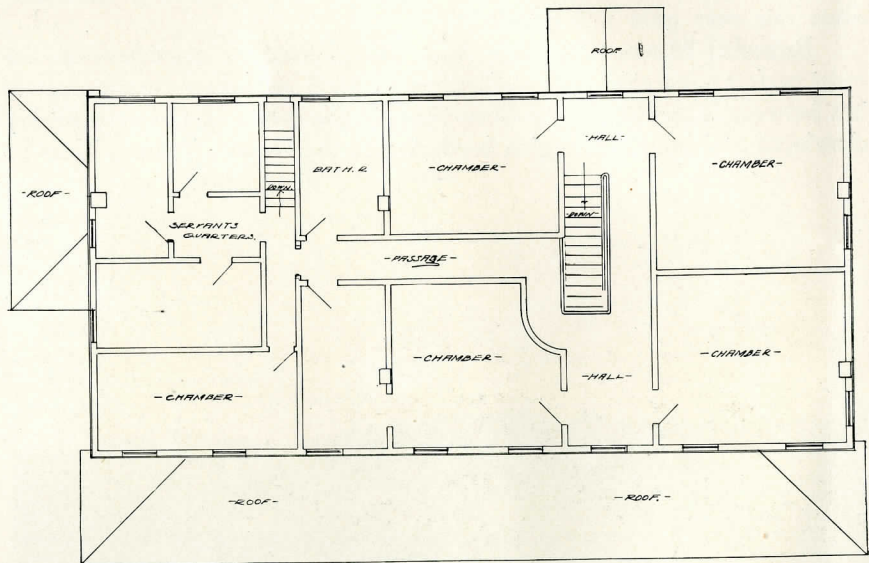 ROOF
-HALL-
-CHAMBER-
-CHAMBER-
BATH. R.
-ROOF-
DOWN
-DOWN-
SERVANTS
QUARTERS.
-PASSAGE-
-CHAMBER-
-CHAMBER-
-HALL-
-CHAMBER-
-ROOF-
-ROOF.-